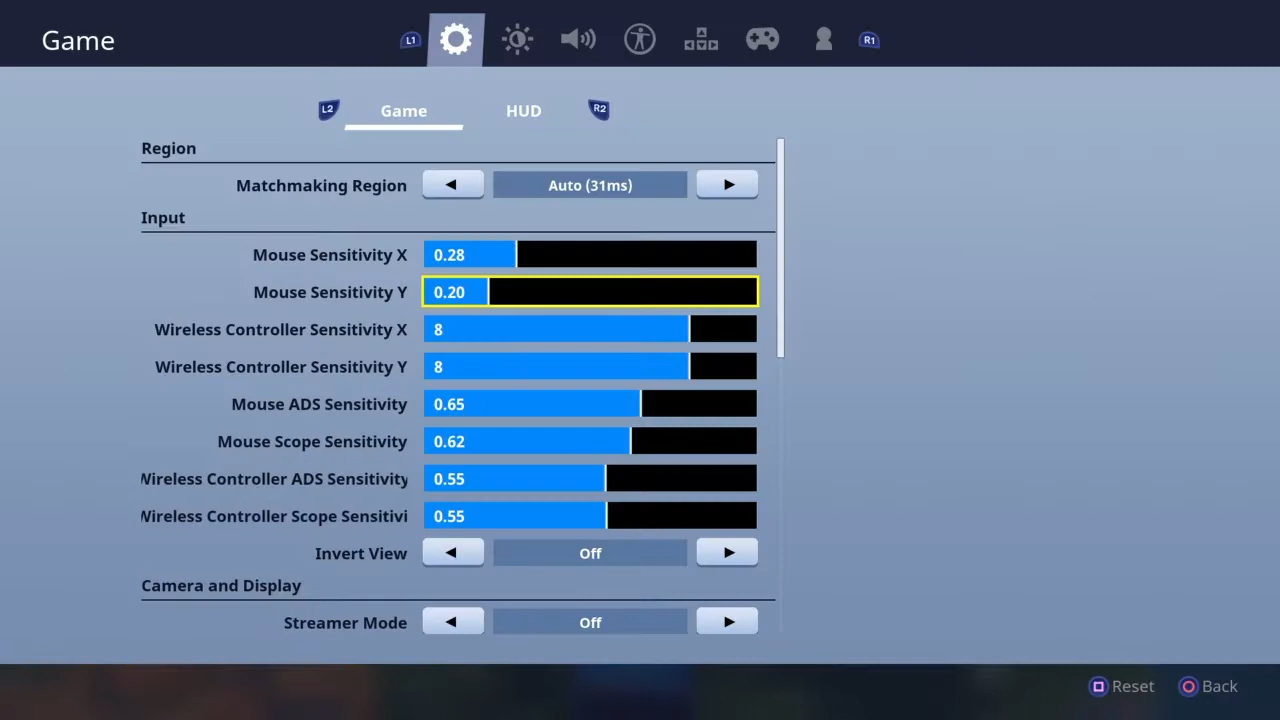 Game
L1
R1
L2
Game
HUD
R2
Region
Matchmaking Region
Auto (31ms)
Input
Mouse Sensitivity X
0.28
Mouse Sensitivity Y
0.20
Wireless Controller Sensitivity X
8
Wireless Controller Sensitivity Y
8
Mouse ADS Sensitivity
0.65
Mouse Scope Sensitivity
0.62
Wireless Controller ADS Sensitivity
0.55
Wireless Controller Scope Sensitivi
0.55
Invert View
Off
Camera and Display
Streamer Mode
Off
Reset
Back